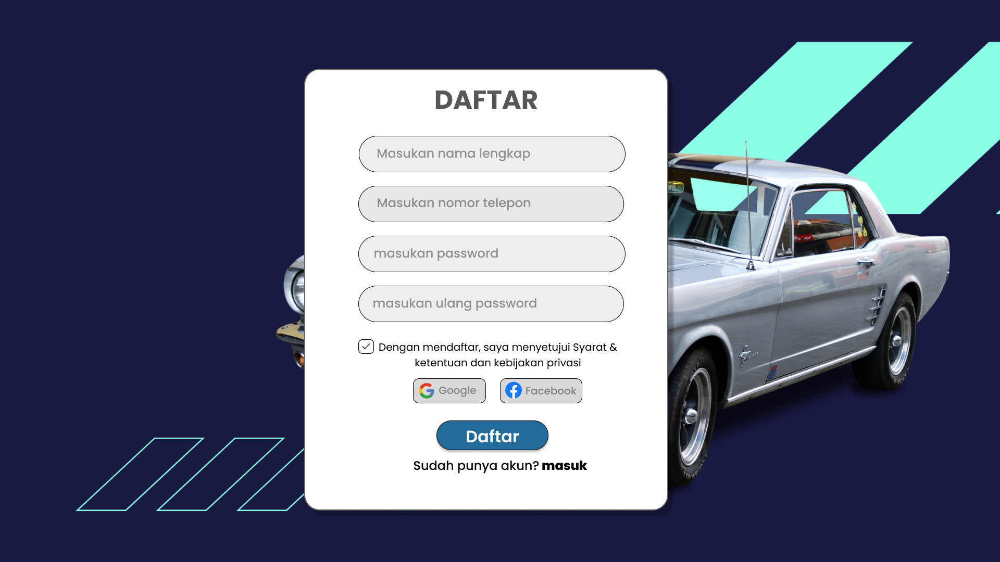 DAFTAR
Masukan nama lengkap
Masukan nomor telepon
masukan password
masukan ulang password
Dengan mendaftar, saya menyetujui Syarat &
ketentuan dan kebijakan privasi
Google Facebook
Daftar
Sudah punya akun? masuk